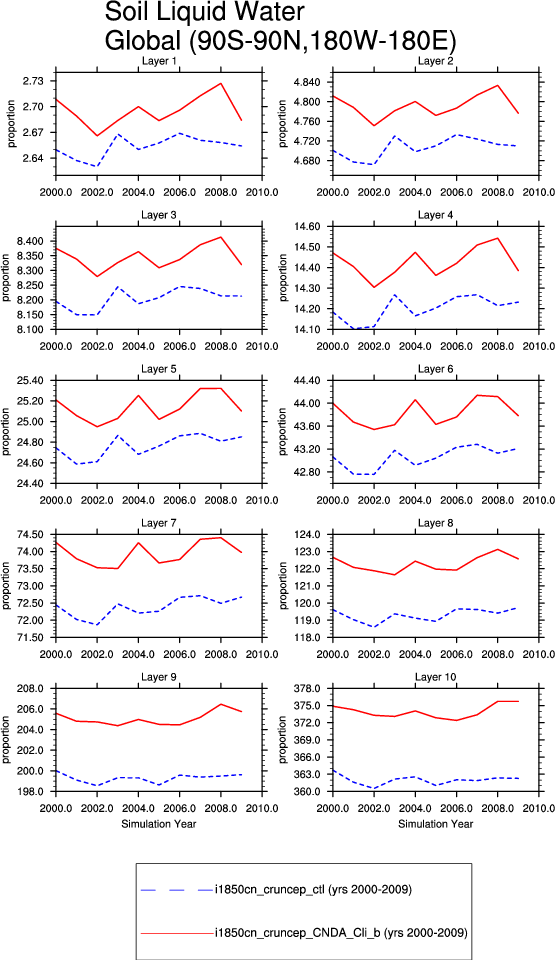 Soil Liquid Water
Global (90S-90N,180W-180E)
Layer 1
proportion
2.73
2.70
2.67
2.64
2000.0 2002.0 2004.0 2006.0 2008.0 2010.0
Layer 2
proportion
4.840
4.800
4.760
4.720
4.680
2000.0 2002.0 2004.0 2006.0 2008.0 2010.0
Layer 3
proportion
8.400
8.350
8.300
8.250
8.200
8.150
8.100
2000.0 2002.0 2004.0 2006.0 2008.0 2010.0
Layer 4
proportion
14.60
14.50
14.40
14.30
14.20
14.10
2000.0 2002.0 2004.0 2006.0 2008.0 2010.0
Layer 5
proportion
25.40
25.20
25.00
24.80
24.60
24.40
2000.0 2002.0 2004.0 2006.0 2008.0 2010.0
Layer 6
proportion
44.40
44.00
43.60
43.20
42.80
2000.0 2002.0 2004.0 2006.0 2008.0 2010.0
Layer 7
proportion
74.50
74.00
73.50
73.00
72.50
72.00
71.50
2000.0 2002.0 2004.0 2006.0 2008.0 2010.0
Layer 8
proportion
124.0
123.0
122.0
121.0
120.0
119.0
118.0
2000.0 2002.0 2004.0 2006.0 2008.0 2010.0
Layer 9
proportion
208.0
206.0
204.0
202.0
200.0
198.0
2000.0 2002.0 2004.0 2006.0 2008.0 2010.0
Simulation Year
Layer 10
proportion
378.0
375.0
372.0
369.0
366.0
363.0
360.0
2000.0 2002.0 2004.0 2006.0 2008.0 2010.0
Simulation Year
i1850cn_cruncep_ctl (yrs 2000-2009)
i1850cn_cruncep_CNDA_Cli_b (yrs 2000-2009)